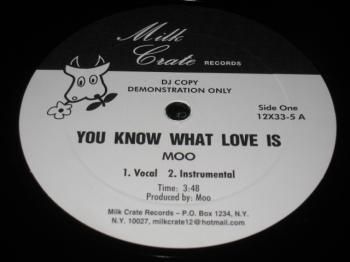 Milk
Crate RECORDS
DJ COPY
DEMONSTRATION ONLY
Side One
12X33-5 A
YOU KNOW WHAT LOVE IS
MOO
1. Vocal 2. Instrumental
Time: 3:48
Produced by: Moo
Milk Crate Records – P.O. Box 1234, N.Y.
N.Y. 10027, milkcrate12@hotmail.com